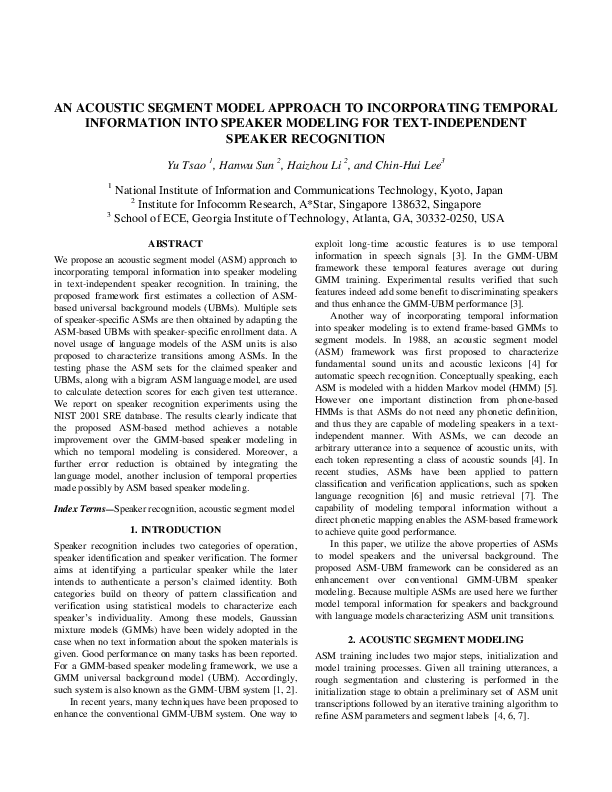 AN ACOUSTIC SEGMENT MODEL APPROACH TO INCORPORATING TEMPORAL
INFORMATION INTO SPEAKER MODELING FOR TEXT-INDEPENDENT
SPEAKER RECOGNITION
Yu Tsao 1, Hanwu Sun 2, Haizhou Li 2, and Chin-Hui Lee3
1 National Institute of Information and Communications Technology, Kyoto, Japan
2 Institute for Infocomm Research, A*Star, Singapore 138632, Singapore
3 School of ECE, Georgia Institute of Technology, Atlanta, GA, 30332-0250, USA
ABSTRACT
We propose an acoustic segment model (ASM) approach to
incorporating temporal information into speaker modeling
in text-independent speaker recognition. In training, the
proposed framework first estimates a collection of ASM-
based universal background models (UBMs). Multiple sets
of speaker-specific ASMs are then obtained by adapting the
ASM-based UBMs with speaker-specific enrollment data. A
novel usage of language models of the ASM units is also
proposed to characterize transitions among ASMs. In the
testing phase the ASM sets for the claimed speaker and
UBMs, along with a bigram ASM language model, are used
to calculate detection scores for each given test utterance.
We report on speaker recognition experiments using the
NIST 2001 SRE database. The results clearly indicate that
the proposed ASM-based method achieves a notable
improvement over the GMM-based speaker modeling in
which no temporal modeling is considered. Moreover, a
further error reduction is obtained by integrating the
language model, another inclusion of temporal properties
made possibly by ASM based speaker modeling.
Index Terms—Speaker recognition, acoustic segment model
1. INTRODUCTION
Speaker recognition includes two categories of operation,
speaker identification and speaker verification. The former
aims at identifying a particular speaker while the later
intends to authenticate a person's claimed identity. Both
categories build on theory of pattern classification and
verification using statistical models to characterize each
speaker's individuality. Among these models, Gaussian
mixture models (GMMs) have been widely adopted in the
case when no text information about the spoken materials is
given. Good performance on many tasks has been reported.
For a GMM-based speaker modeling framework, we use a
GMM universal background model (UBM). Accordingly,
such system is also known as the GMM-UBM system [1, 2].
In recent years, many techniques have been proposed to
enhance the conventional GMM-UBM system. One way to
exploit long-time acoustic features is to use temporal
information in speech signals [3]. In the GMM-UBM
framework these temporal features average out during
GMM training. Experimental results verified that such
features indeed add some benefit to discriminating speakers
and thus enhance the GMM-UBM performance [3].
Another way of incorporating temporal information
into speaker modeling is to extend frame-based GMMs to
segment models. In 1988, an acoustic segment model
(ASM) framework was first proposed to characterize
fundamental sound units and acoustic lexicons [4] for
automatic speech recognition. Conceptually speaking, each
ASM is modeled with a hidden Markov model (HMM) [5].
However one important distinction from phone-based
HMMs is that ASMs do not need any phonetic definition,
and thus they are capable of modeling speakers in a text-
independent manner. With ASMs, we can decode an
arbitrary utterance into a sequence of acoustic units, with
each token representing a class of acoustic sounds [4]. In
recent studies, ASMs have been applied to pattern
classification and verification applications, such as spoken
language recognition [6] and music retrieval [7]. The
capability of modeling temporal information without a
direct phonetic mapping enables the ASM-based framework
to achieve quite good performance.
In this paper, we utilize the above properties of ASMs
to model speakers and the universal background. The
proposed ASM-UBM framework can be considered as an
enhancement over conventional GMM-UBM speaker
modeling. Because multiple ASMs are used here we further
model temporal information for speakers and background
with language models characterizing ASM unit transitions.
2. ACOUSTIC SEGMENT MODELING
ASM training includes two major steps, initialization and
model training processes. Given all training utterances, a
rough segmentation and clustering is performed in the
initialization stage to obtain a preliminary set of ASM unit
transcriptions followed by an iterative training algorithm to
refine ASM parameters and segment labels [4, 6, 7].